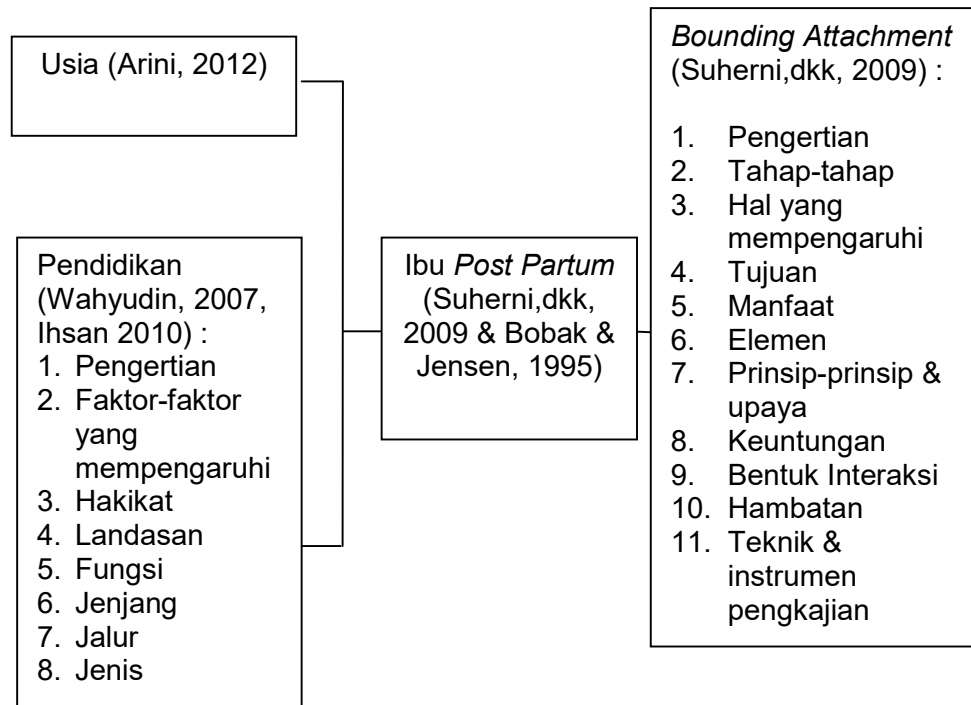 Usia (Arini, 2012)
Pendidikan
(Wahyudin, 2007,
Ihsan 2010) :
1. Pengertian
2. Faktor-faktor
yang
mempengaruhi
3. Hakikat
4. Landasan
5. Fungsi
6. Jenjang
7. Jalur
8. Jenis
Ibu Post Partum
(Suherni,dkk,
2009 & Bobak &
Jensen, 1995)
Bounding Attachment
(Suherni,dkk, 2009) :
1. Pengertian
2. Tahap-tahap
3. Hal yang
mempengaruhi
4. Tujuan
5. Manfaat
6. Elemen
7. Prinsip-prinsip &
upaya
8. Keuntungan
9. Bentuk Interaksi
10. Hambatan
11. Teknik &
instrumen
pengkajian